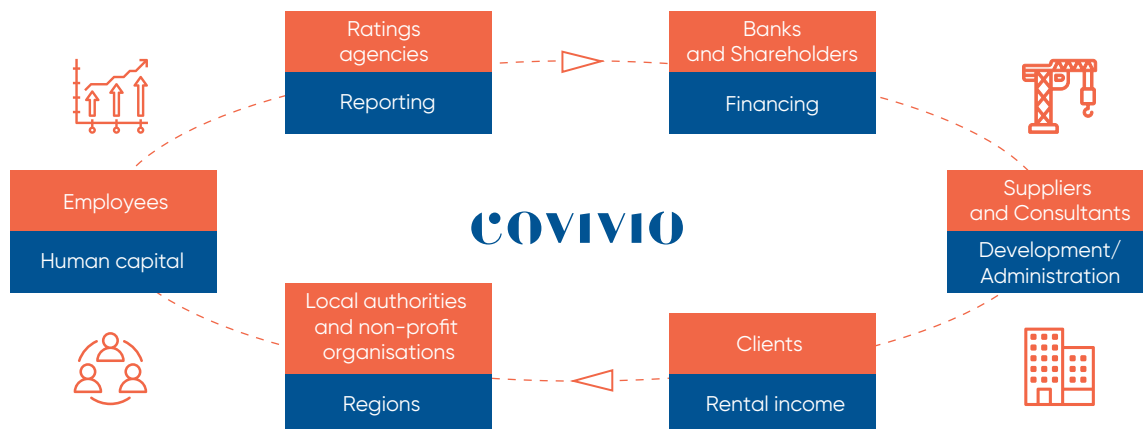 Ratings
agencies
Reporting
Banks
and Shareholders
Financing
Employees
Human capital
COVIVIO
Suppliers
and Consultants
Development/
Administration
Local authorities
and non-profit
organisations
Regions
Clients
Rental income